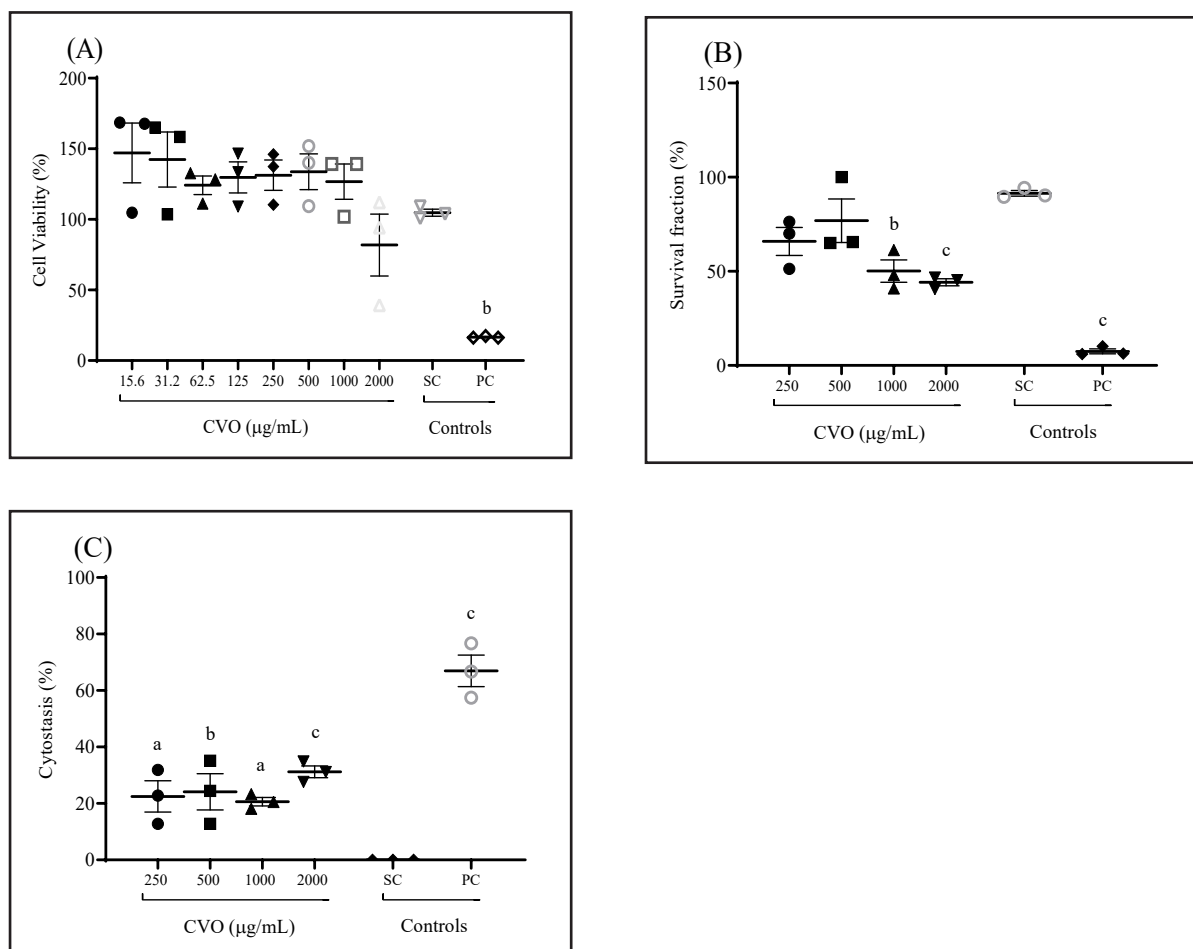 (A)
Cell Viability (%)
200
150
100
50
0
b
15.6 31.2 62.5 125 250 500 1000 2000 SC PC
CVO (μg/mL) Controls
(B)
Survival fraction (%)
150
100
50
0
b c c
250 500 1000 2000 SC PC
CVO (μg/mL) Controls
(C)
Cytostasis (%)
100
80
60
40
20
0
a b a c c
250 500 1000 2000 SC PC
CVO (μg/mL) Controls